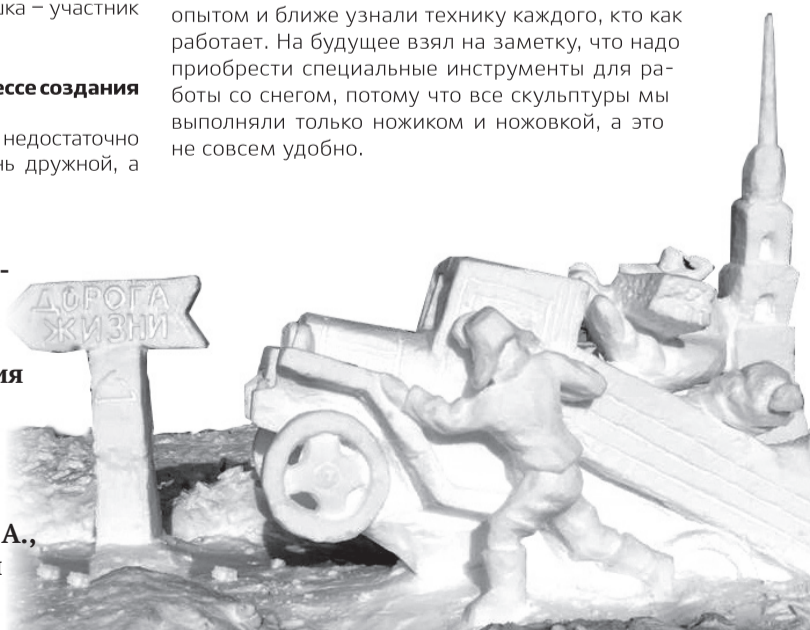 шка – участник
ессе создания
недостаточно
нь дружной, а
-
ия
А.,
опытом и ближе узнали технику каждого, кто как
работает. На будущее взял на заметку, что надо
приобрести специальные инструменты для ра-
боты со снегом, потому что все скульптуры мы
выполняли только ножиком и ножовкой, а это
не совсем удобно.
ДОРОГА
ЖИЗНИ